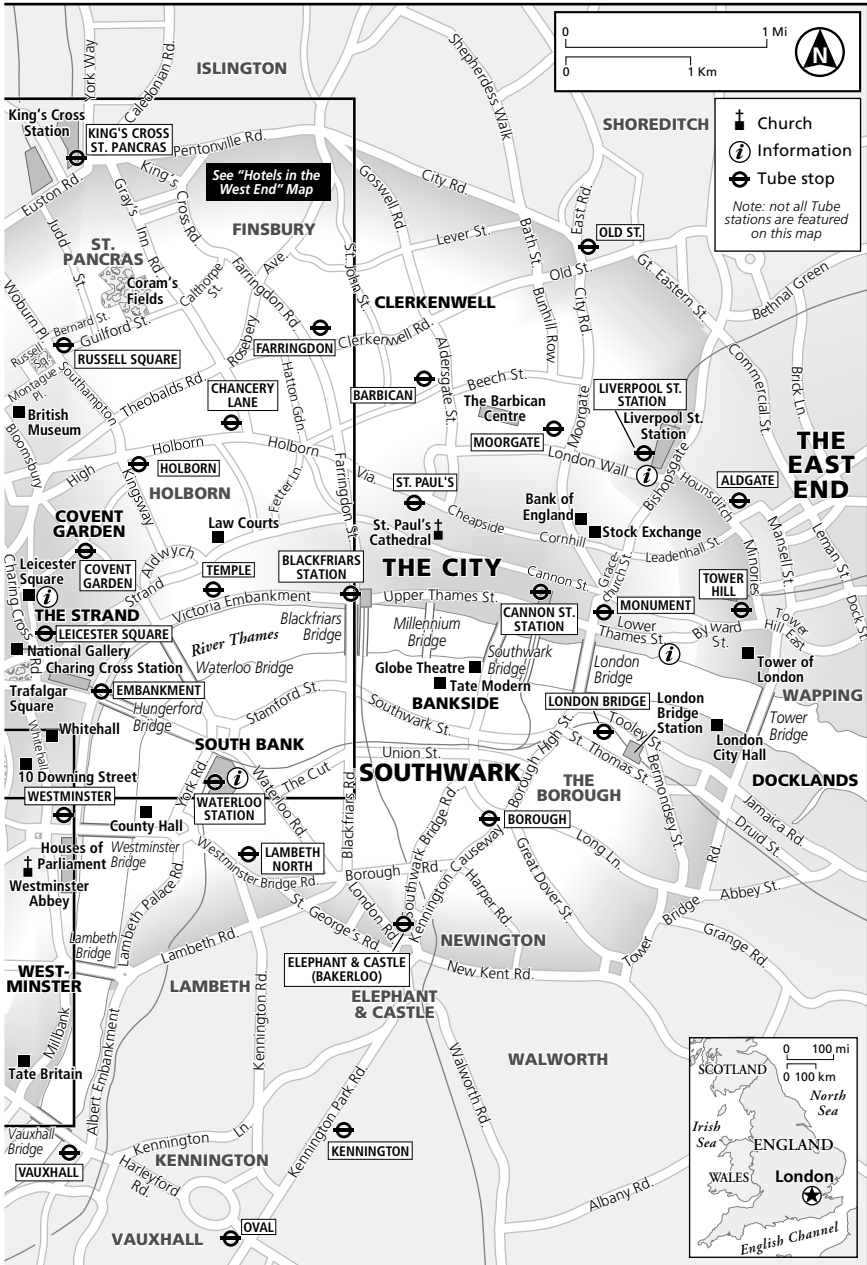 0 1 Mi
0 1 Km
N
Church
Information
Tube stop
Note: not all Tube
stations are featured
on this map
ISLINGTON
SHOREDITCH
York Way
Caledonian Rd.
Shepherdess Walk
King's Cross
Station
KING'S CROSS
ST. PANCRAS
Pentonville Rd.
See "Hotels in the
West End" Map
City Rd.
East Rd.
OLD ST.
Euston Rd.
Judd St.
Gray's Inn Rd.
King's Cross Rd.
FINSBURY
Goswell Rd.
Lever St.
Bath St.
Old St.
Gt. Eastern St.
Bethnal Green
ST.
PANCRAS
Coram's
Fields
Calthorpe St.
Farringdon Rd.
Rosebery Ave.
St. John St.
CLERKENWELL
Bunhill Row
City Rd.
Commercial St.
Brick Ln.
Woburn Pl.
Bernard St.
Guilford St.
Russell Sq.
RUSSELL SQUARE
FARRINGDON
Clerkenwell Rd.
Montague Pl.
Southampton
Theobalds Rd.
Hatton Gdn.
BARBICAN
Aldersgate St.
Beech St.
The Barbican
Centre
Moorgate
LIVERPOOL ST.
STATION
Liverpool St.
Station
British
Museum
CHANCERY
LANE
MOORGATE
London Wall
Bishopsgate
THE
EAST
END
Bloomsbury
High
Holborn
Holborn
Via.
HOLBORN
HOLBORN
Kingsway
Fetter Ln.
Farringdon St.
ST. PAUL'S
St. Paul's
Cathedral
Cheapside
Bank of
England
Stock Exchange
Cornhill
Leadenhall St.
Hounsditch
ALDGATE
Minories
Mansell St.
Leman St.
Dock St.
COVENT
GARDEN
COVENT
GARDEN
Law Courts
Aldwych
Strand
TEMPLE
BLACKFRIARS
STATION
THE CITY
Cannon St.
Grace-
church St.
TOWER
HILL
Leicester
Square
Charing Cross Rd
THE STRAND
LEICESTER SQUARE
Victoria Embankment
Upper Thames St.
CANNON ST.
STATION
MONUMENT
Lower
Thames St.
Byward
St.
Tower
Hill East
National Gallery
Charing Cross Station
River Thames
Waterloo Bridge
Blackfriars
Bridge
Millennium
Bridge
Southwark
Bridge
London
Bridge
Tower of
London
Trafalgar
Square
EMBANKMENT
Hungerford
Bridge
Globe Theatre
Tate Modern
BANKSIDE
WAPPING
Tower
Bridge
Stamford St.
Southwark St.
LONDON BRIDGE
London
Bridge
Station
London
City Hall
Whitehall
Whitehall
10 Downing Street
SOUTH BANK
York Rd.
WATERLOO
STATION
Waterloo Rd.
The Cut
Union St.
SOUTHWARK
Borough High St.
Tooley St.
St. Thomas St.
DOCKLANDS
WESTMINSTER
County Hall
Blackfriars Rd
THE
BOROUGH
BOROUGH
Bermondsey St.
Jamaica Rd.
Druid St.
Houses of
Parliament
Westminster
Bridge
Westminster
Abbey
LAMBETH
NORTH
Westminster Bridge Rd.
Borough Rd.
Southwark Bridge Rd.
Kennington Causeway
Harper Rd.
Great Dover St.
Long Ln.
Abbey St.
Lambeth Palace Rd.
Lambeth
Bridge
Lambeth Rd.
St. George's Rd.
London Rd.
Tower Bridge Rd.
Grange Rd.
ELEPHANT & CASTLE
(BAKERLOO)
NEWINGTON
New Kent Rd.
WEST-
MINSTER
LAMBETH
ELEPHANT
& CASTLE
Millbank
Albert Embankment
Kennington Rd.
Kennington Park Rd.
Walworth Rd.
WALWORTH
Tate Britain
Vauxhall
Bridge
VAUXHALL
Kennington Ln.
KENNINGTON
KENNINGTON
Harleyford
Rd.
VAUXHALL
OVAL
Albany Rd.
0 100 mi
0 100 km
SCOTLAND
North
Sea
Irish
Sea
ENGLAND
WALES
London
English Channel